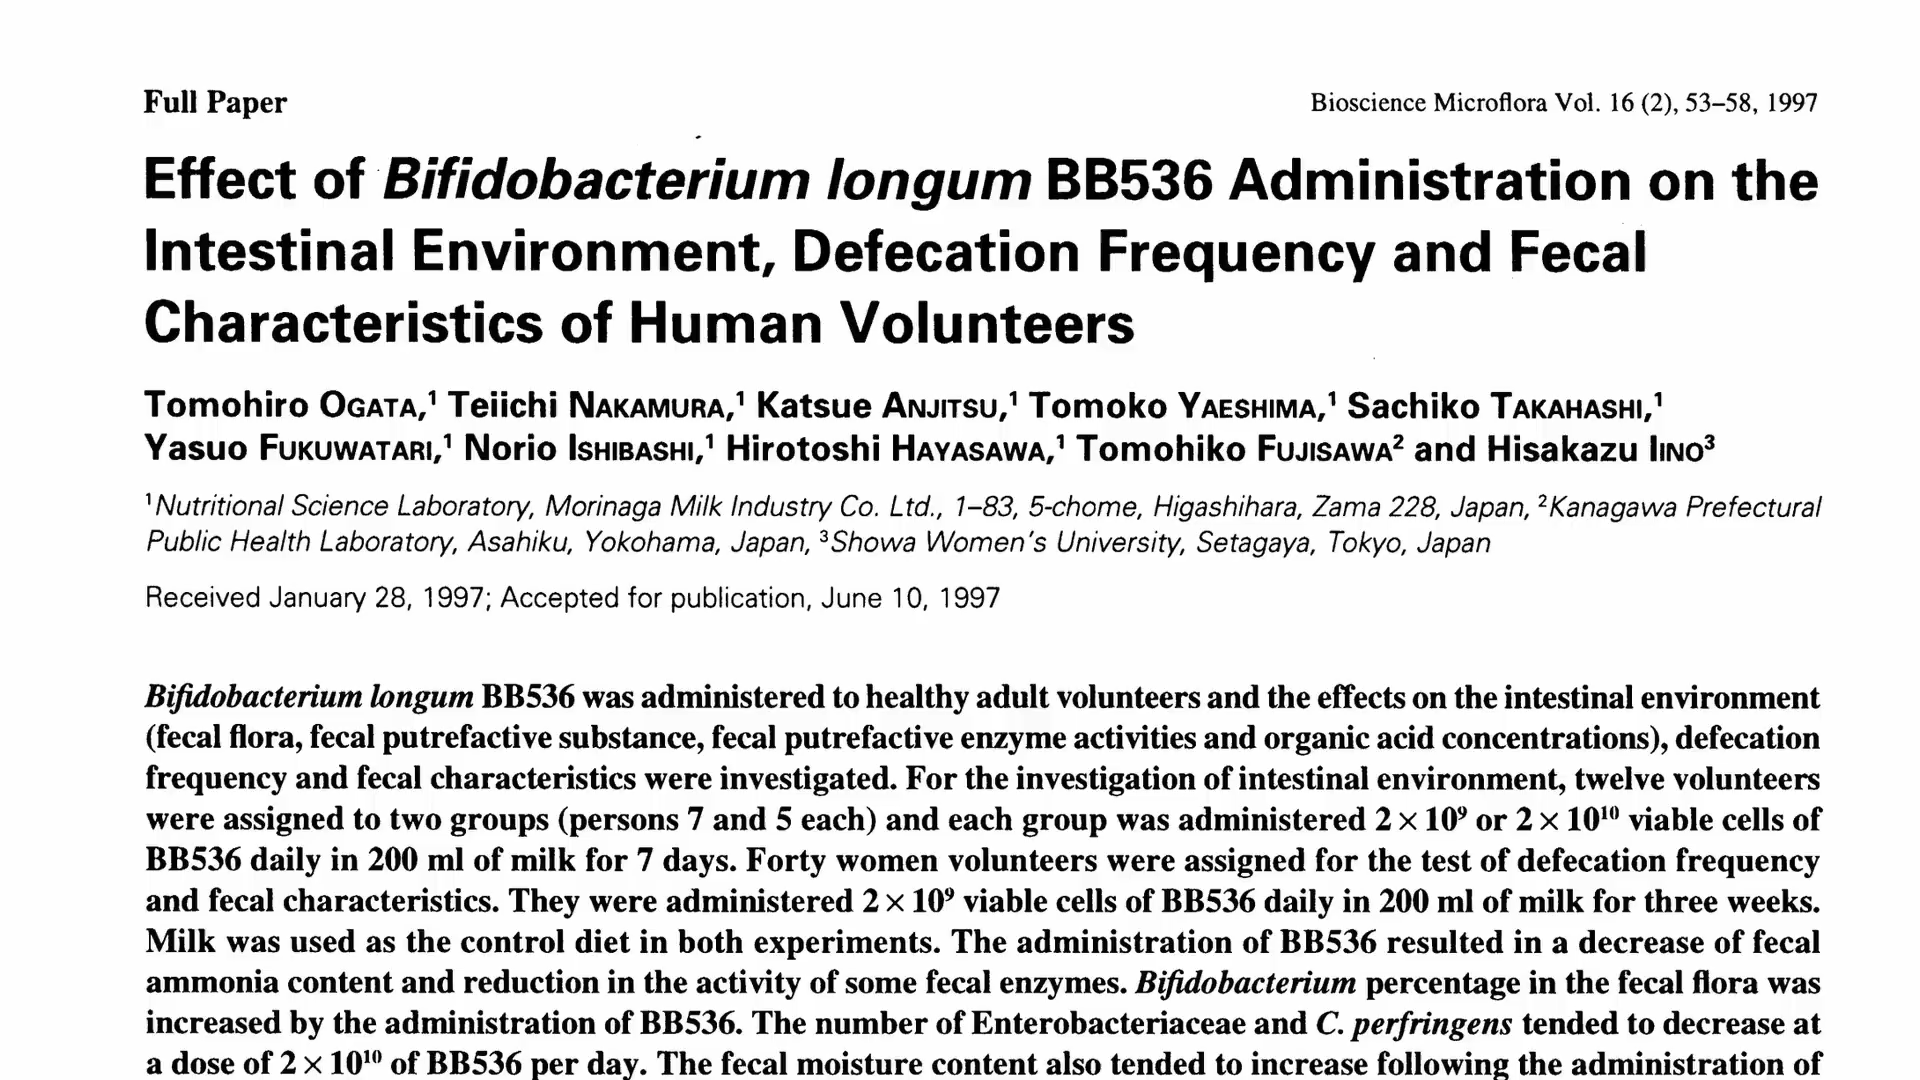 Full Paper
Bioscience Microflora Vol. 16 (2), 53–58, 1997
Effect of Bifidobacterium longum BB536 Administration on the
Intestinal Environment, Defecation Frequency and Fecal
Characteristics of Human Volunteers
Tomohiro OGATA,¹ Teiichi NAKAMURA,¹ Katsue ANJITSU,¹ Tomoko YAESHIMA,¹ Sachiko TAKAHASHI,¹
Yasuo FUKUWATARI,¹ Norio ISHIBASHI,¹ Hirotoshi HAYASAWA,¹ Tomohiko FUJISAWA² and Hisakazu IINO³
¹Nutritional Science Laboratory, Morinaga Milk Industry Co. Ltd., 1–83, 5-chome, Higashihara, Zama 228, Japan, ²Kanagawa Prefectural
Public Health Laboratory, Asahiku, Yokohama, Japan, ³Showa Women's University, Setagaya, Tokyo, Japan
Received January 28, 1997; Accepted for publication, June 10, 1997
Bifidobacterium longum BB536 was administered to healthy adult volunteers and the effects on the intestinal environment
(fecal flora, fecal putrefactive substance, fecal putrefactive enzyme activities and organic acid concentrations), defecation
frequency and fecal characteristics were investigated. For the investigation of intestinal environment, twelve volunteers
were assigned to two groups (persons 7 and 5 each) and each group was administered 2 × 10⁹ or 2 × 10¹⁰ viable cells of
BB536 daily in 200 ml of milk for 7 days. Forty women volunteers were assigned for the test of defecation frequency
and fecal characteristics. They were administered 2 × 10⁹ viable cells of BB536 daily in 200 ml of milk for three weeks.
Milk was used as the control diet in both experiments. The administration of BB536 resulted in a decrease of fecal
ammonia content and reduction in the activity of some fecal enzymes. Bifidobacterium percentage in the fecal flora was
increased by the administration of BB536. The number of Enterobacteriaceae and C. perfringens tended to decrease at
a dose of 2 × 10¹⁰ of BB536 per day. The fecal moisture content also tended to increase following the administration of